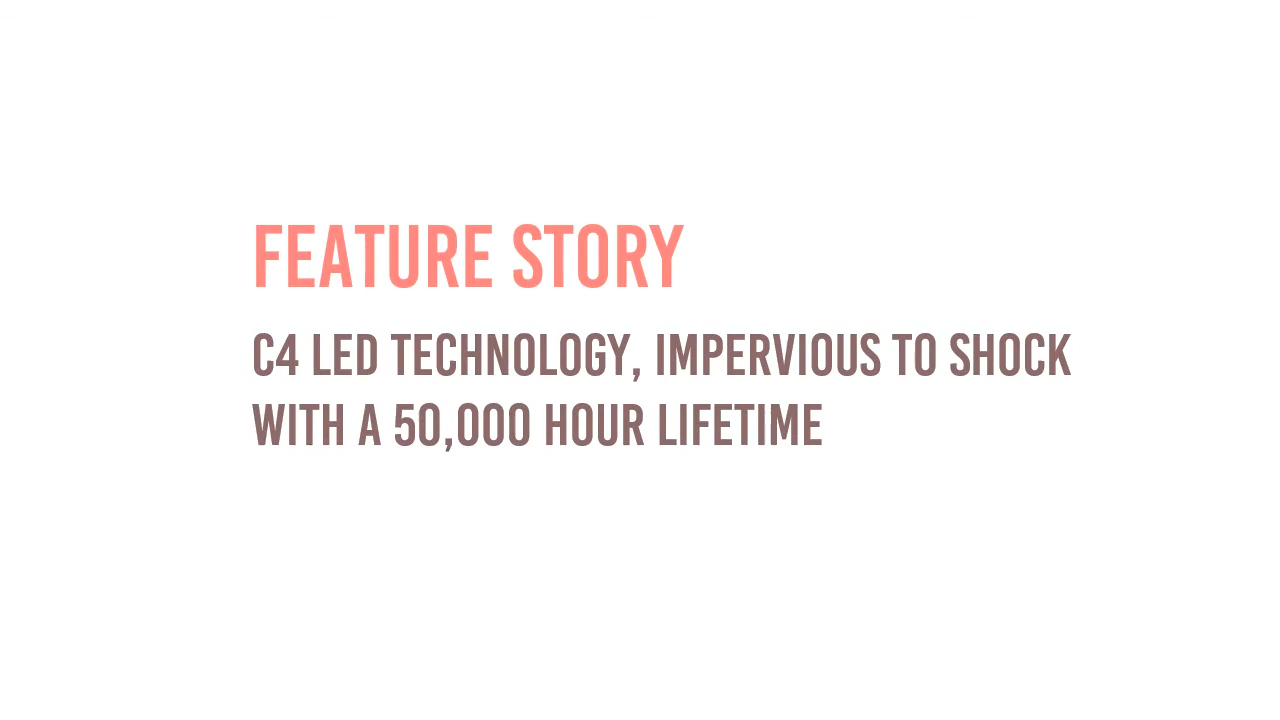 FEATURE STORY
C4 LED TECHNOLOGY, IMPERVIOUS TO SHOCK
WITH A 50,000 HOUR LIFETIME